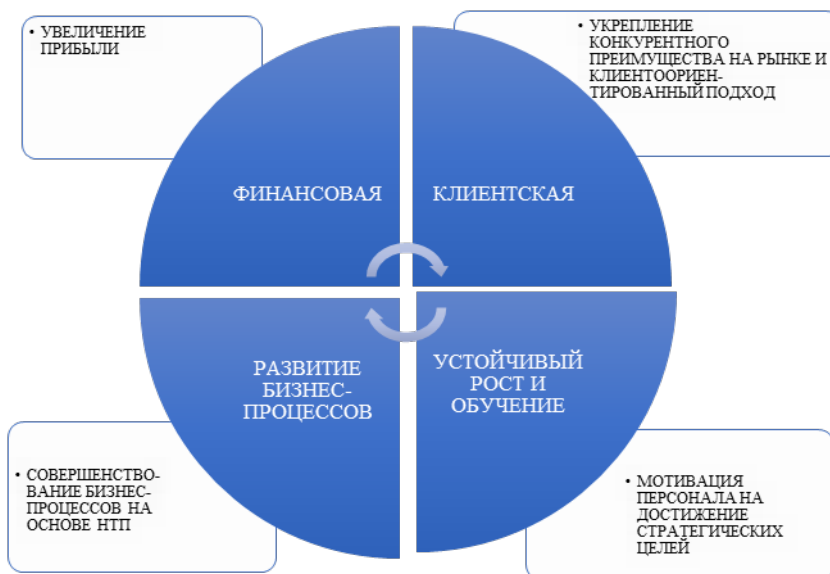 • УВЕЛИЧЕНИЕ
ПРИБЫЛИ
• УКРЕПЛЕНИЕ
КОНКУРЕНТНОГО
ПРЕИМУЩЕСТВА НА РЫНКЕ И
КЛИЕНТООРИЕН-
ТИРОВАННЫЙ ПОДХОД
ФИНАНСОВАЯ
КЛИЕНТСКАЯ
РАЗВИТИЕ
БИЗНЕС-
ПРОЦЕССОВ
УСТОЙЧИВЫЙ
РОСТ И
ОБУЧЕНИЕ
• СОВЕРШЕНСТВО-
ВАНИЕ БИЗНЕС-
ПРОЦЕССОВ НА
ОСНОВЕ НТП
• МОТИВАЦИЯ
ПЕРСОНАЛА НА
ДОСТИЖЕНИЕ
СТРАТЕГИЧЕСКИХ
ЦЕЛЕЙ